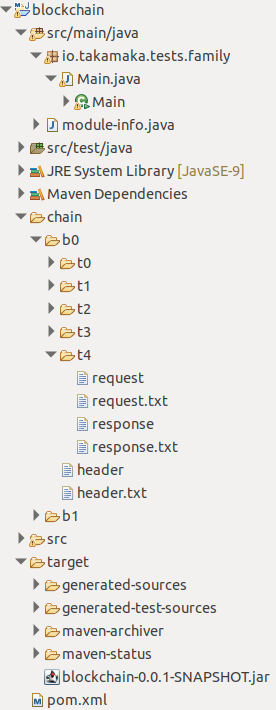 blockchain
src/main/java
io.takamaka.tests.family
Main.java
Main
module-info.java
src/test/java
JRE System Library [JavaSE-9]
Maven Dependencies
chain
b0
t0
t1
t2
t3
t4
request
request.txt
response
response.txt
header
header.txt
b1
src
target
generated-sources
generated-test-sources
maven-archiver
maven-status
blockchain-0.0.1-SNAPSHOT.jar
pom.xml